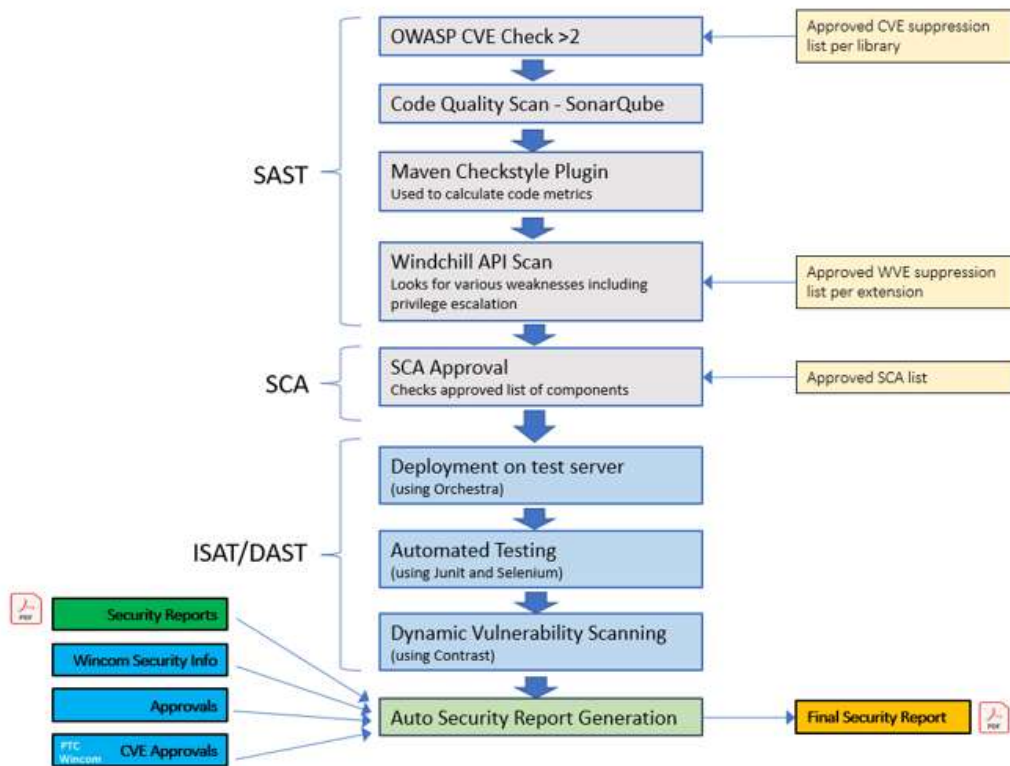 OWASP CVE Check >2
Approved CVE suppression
list per library
Code Quality Scan - SonarQube
SAST
Maven Checkstyle Plugin
Used to calculate code metrics
Windchill API Scan
Looks for various weaknesses including
privilege escalation
Approved WVE suppression
list per extension
SCA
SCA Approval
Checks approved list of components
Approved SCA list
Deployment on test server
(using Orchestra)
ISAT/DAST
Automated Testing
(using Junit and Selenium)
Dynamic Vulnerability Scanning
(using Contrast)
PDF
Security Reports
Wincom Security Info
Approvals
PTC
Wincom
CVE Approvals
Auto Security Report Generation
Final Security Report
PDF